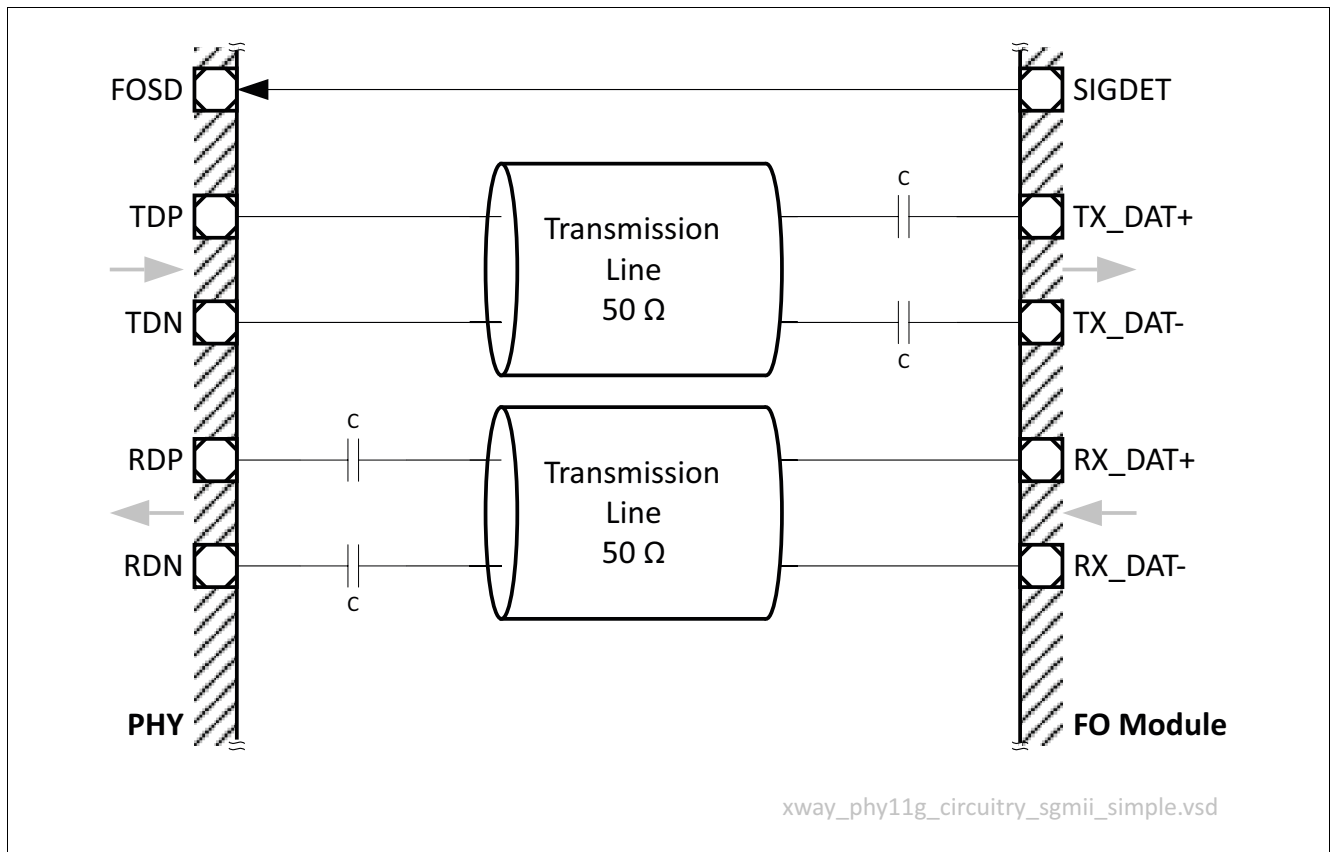 FOSD
SIGDET
C
TDP
TX_DAT+
Transmission
Line
50 Ω
TDN
TX_DAT-
C
C
RDP
RX_DAT+
Transmission
Line
50 Ω
RDN
RX_DAT-
C
PHY
FO Module
xway_phy11g_circuitry_sgmii_simple.vsd